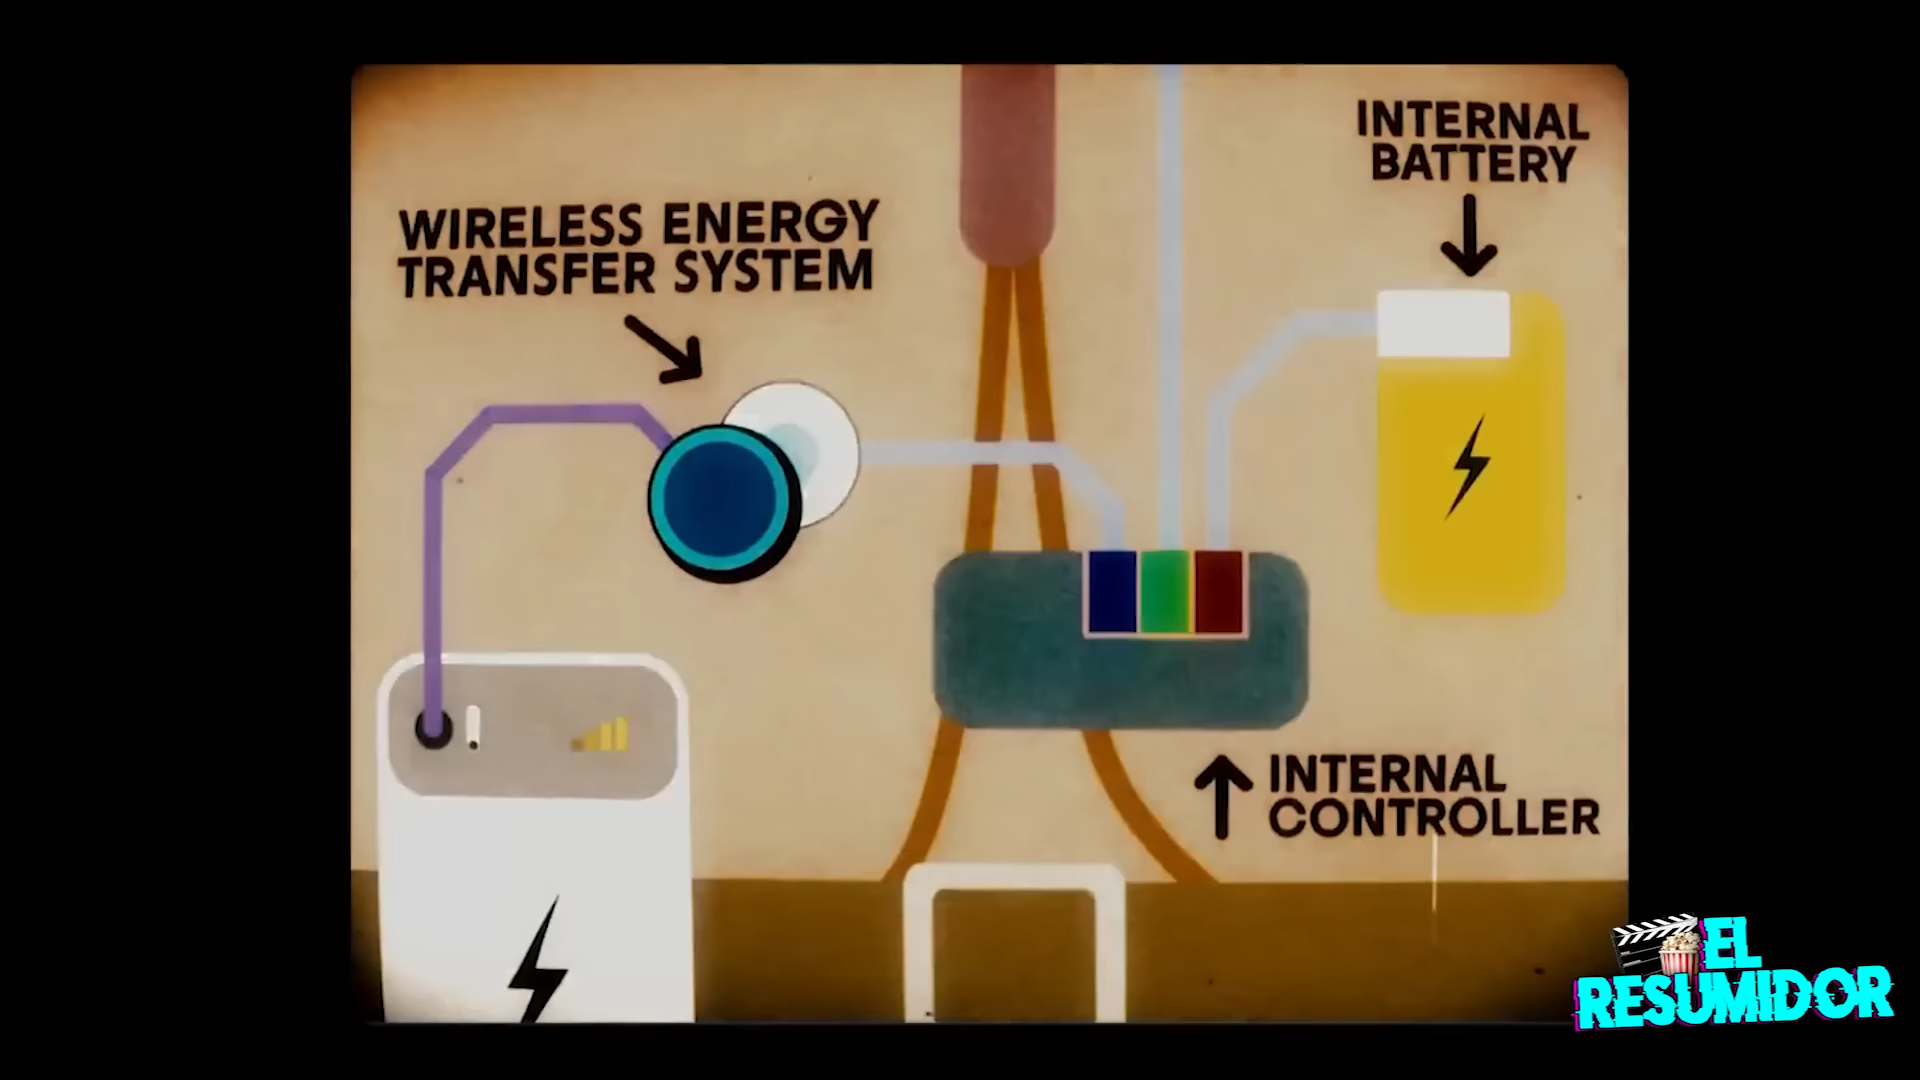 INTERNAL
BATTERY
WIRELESS ENERGY
TRANSFER SYSTEM
INTERNAL
CONTROLLER
EL
RESUMIDOR